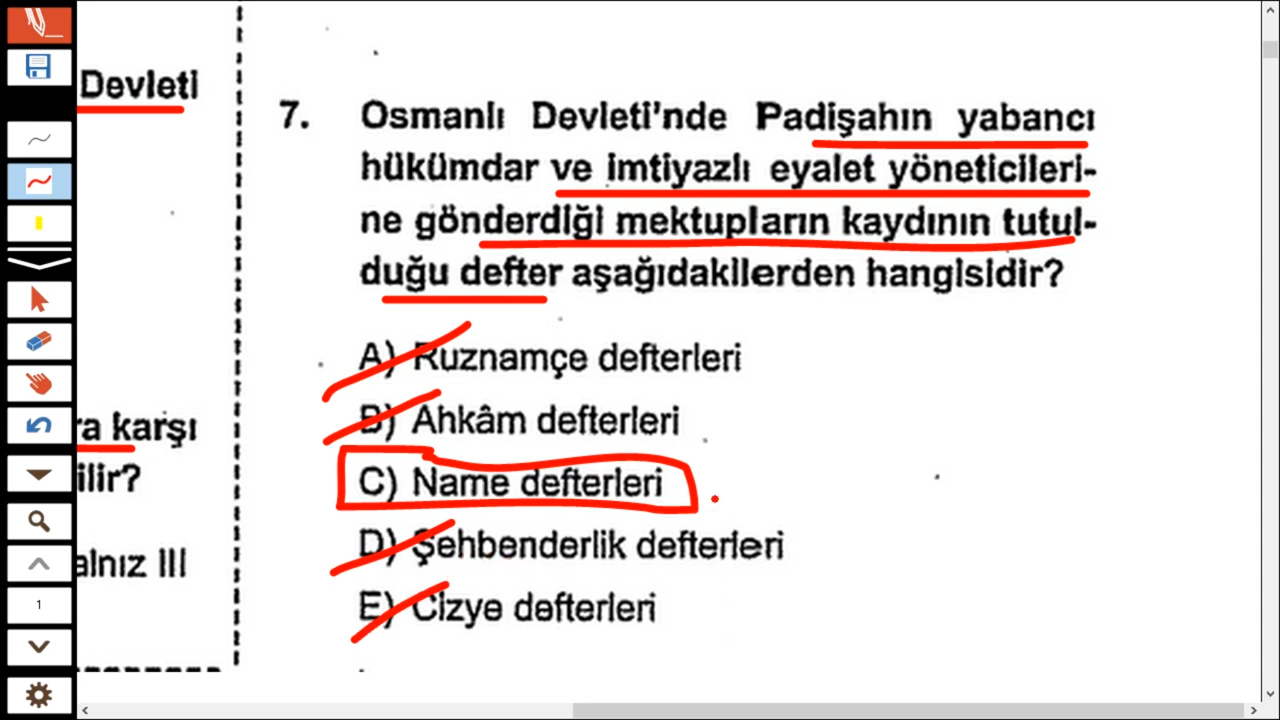 Devleti
ra karşı
ilir?
alnız III
7. Osmanlı Devleti'nde Padişahın yabancı
hükümdar ve imtiyazlı eyalet yöneticileri-
ne gönderdiği mektupların kaydının tutul-
duğu defter aşağıdakilerden hangisidir?
A) Ruznamçe defterleri
B) Ahkâm defterleri
C) Name defterleri
D) Şehbenderlik defterleri
E) Cizye defterleri
1